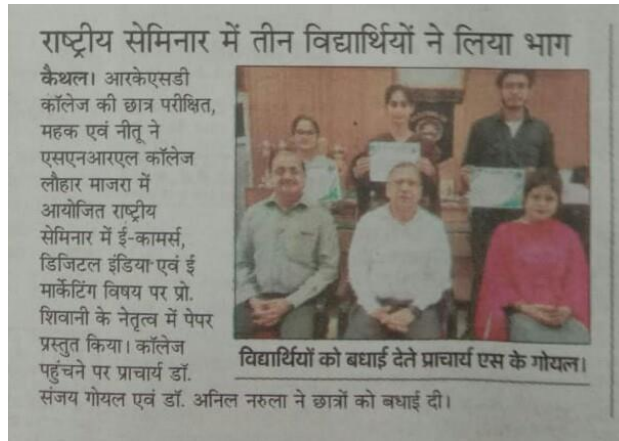 राष्ट्रीय सेमिनार में तीन विद्यार्थियों ने लिया भाग
कैथल। आरकेएसडी
कॉलेज की छात्र परीक्षित,
महक एवं नीतू ने
एसएनआरएल कॉलेज
लौहार माजरा में
आयोजित राष्ट्रीय
सेमिनार में ई-कामर्स,
डिजिटल इंडिया एवं ई
मार्केटिंग विषय पर प्रो.
शिवानी के नेतृत्व में पेपर
प्रस्तुत किया। कॉलेज
पहुंचने पर प्राचार्य डॉ.
संजय गोयल एवं डॉ. अनिल नरुला ने छात्रों को बधाई दी।
विद्यार्थियों को बधाई देते प्राचार्य एस के गोयल।